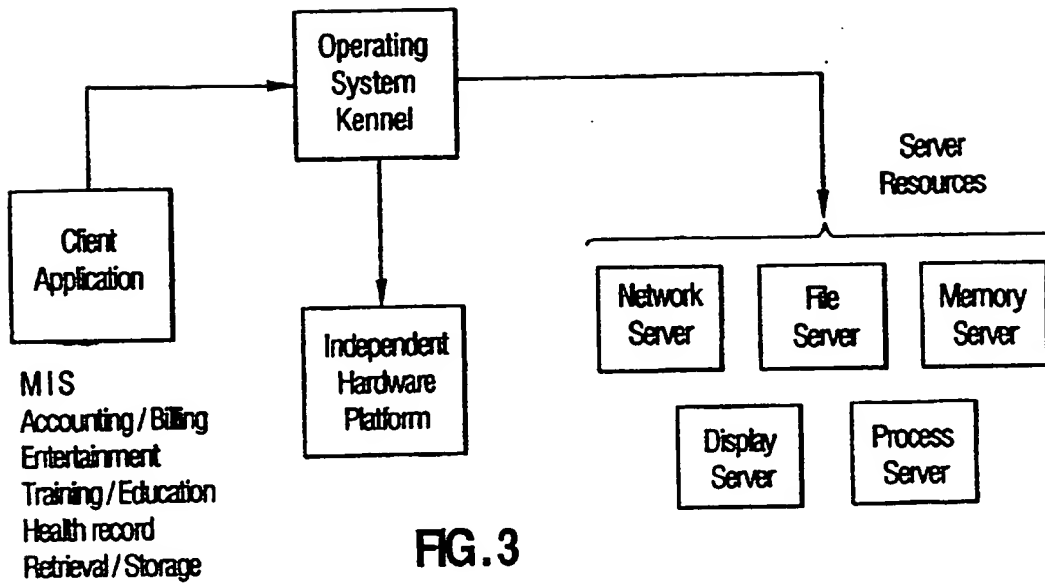 Operating
System
Kennel
Client
Application
Independent
Hardware
Platform
Server
Resources
Network
Server
File
Server
Memory
Server
Display
Server
Process
Server
MIS
Accounting / Billing
Entertainment
Training / Education
Health record
Retrieval / Storage
FIG. 3